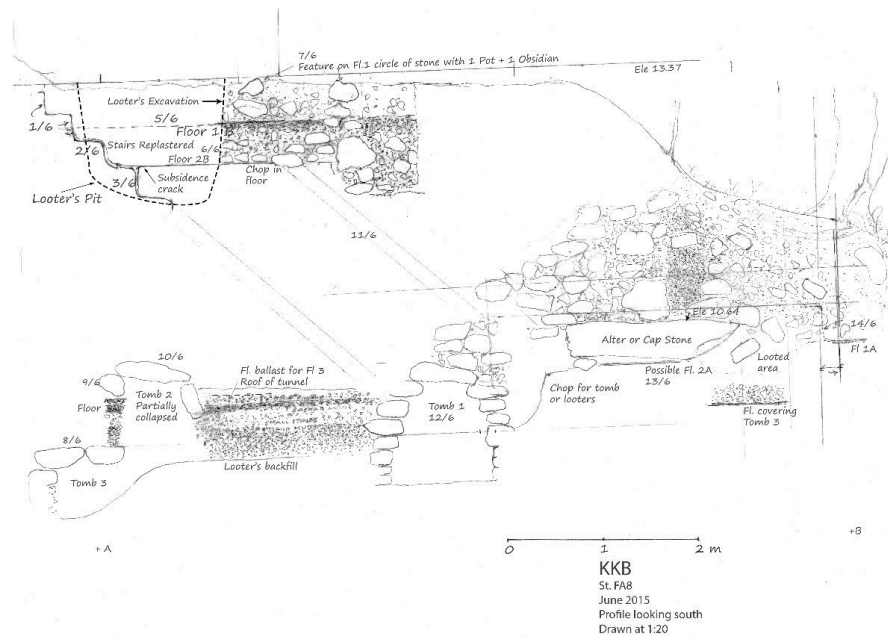 7/6
Feature on Fl.1 circle of stone with 1 Pot + 1 Obsidian
Ele 13.37
Looter's Excavation
5/6
1/6
Floor 1 B
2/6
Stairs Replastered
6/6
Floor 2B
3/6
Subsidence
crack
Chop in
floor
Looter's Pit
11/6
Ele 10.64
14/6
Fl 1A
Alter or Cap Stone
Looted
area
Possible Fl. 2A
13/6
Chop for tomb
or looters
Fl. covering
Tomb 3
10/6
9/6
Tomb 2
Partially
collapsed
Floor
Fl. ballast for Fl 3
Roof of tunnel
SMALL STONES
Tomb 1
12/6
8/6
Tomb 3
Looter's backfill
+ A
+B
0 1 2 m
KKB
St. FA8
June 2015
Profile looking south
Drawn at 1:20